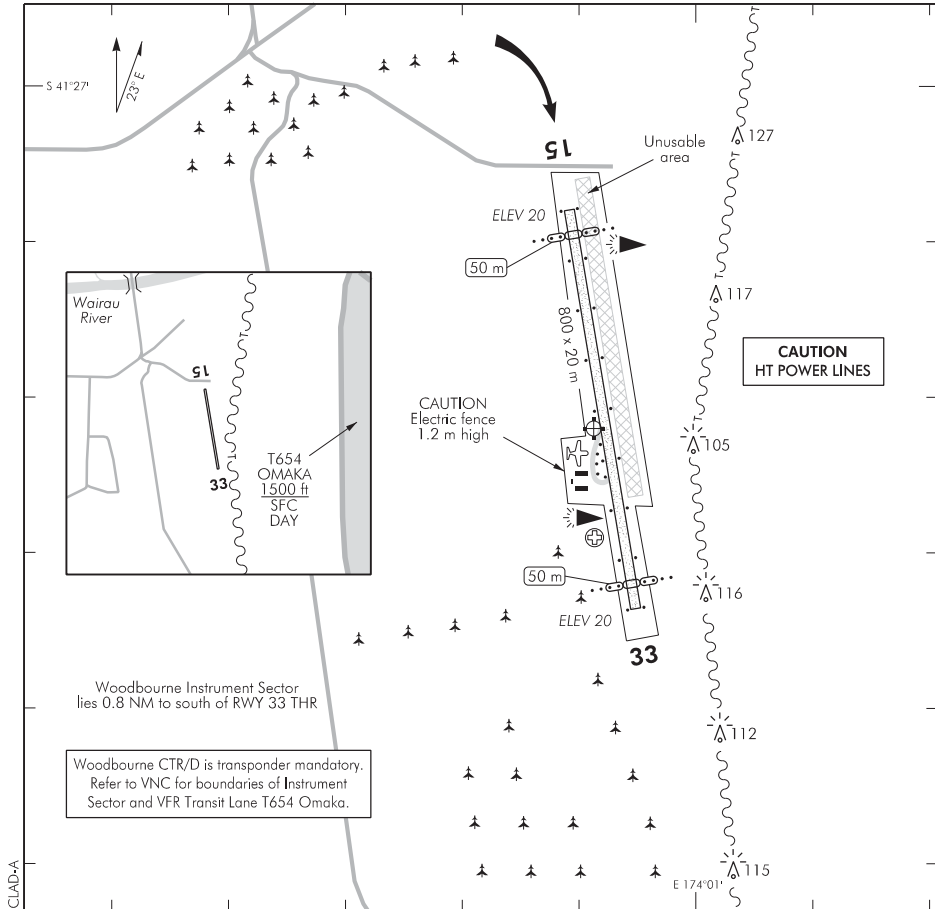 S 41°27'
23° E
15
Unusable
area
127
ELEV 20
50 m
117
Wairau
River
15
800 x 20 m
CAUTION
HT POWER LINES
CAUTION
Electric fence
1.2 m high
105
T654
OMAKA
1500 ft
SFC
DAY
33
50 m
116
ELEV 20
33
Woodbourne Instrument Sector
lies 0.8 NM to south of RWY 33 THR
112
Woodbourne CTR/D is transponder mandatory.
Refer to VNC for boundaries of Instrument
Sector and VFR Transit Lane T654 Omaka.
115
E 174°01'
CLAD-A
T
T
T
T
T
T